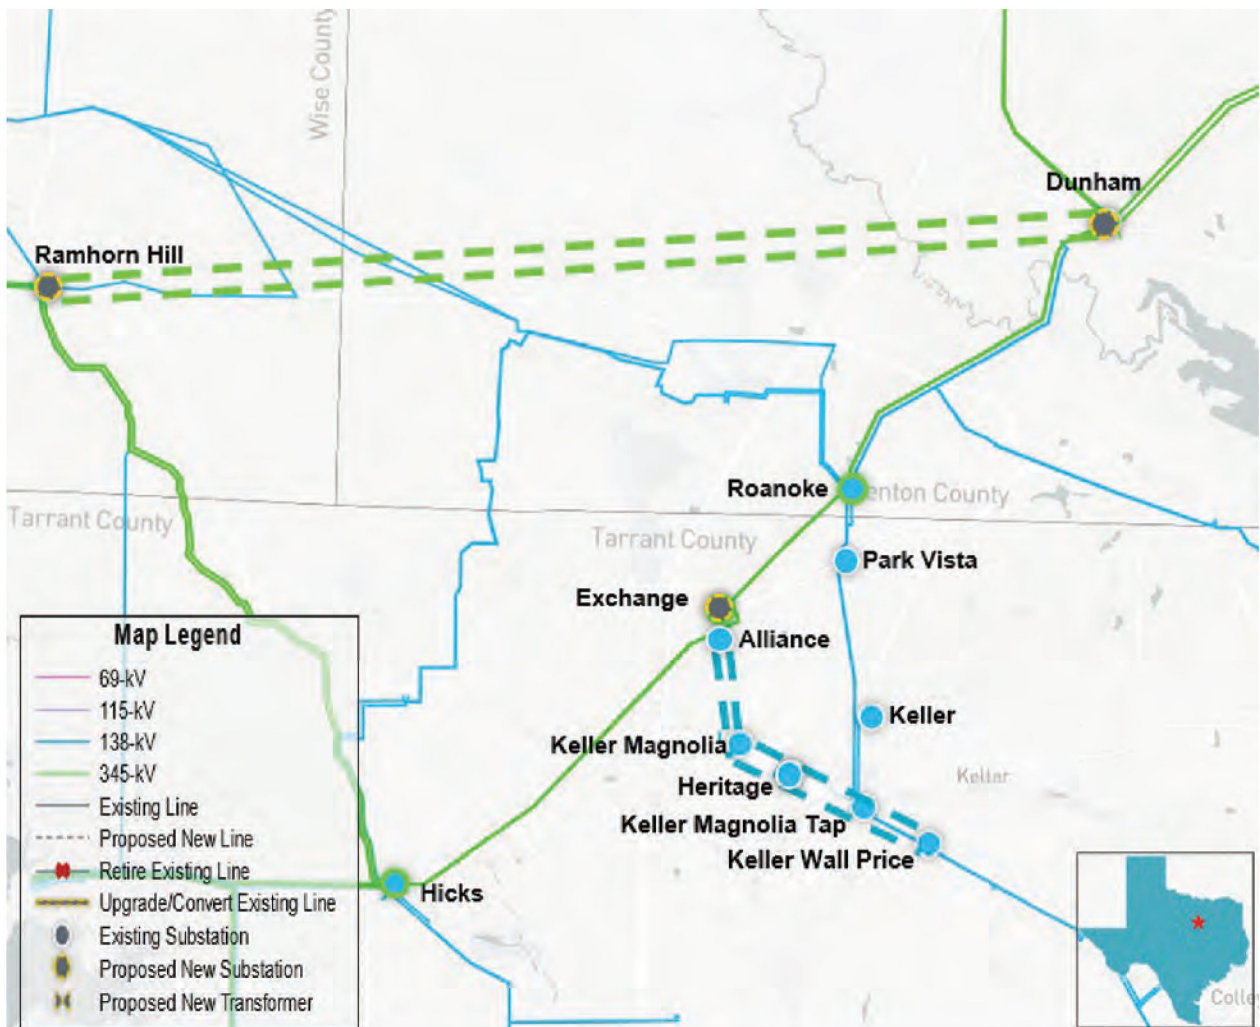 Wise County
Dunham
Ramhorn Hill
Roanoke
enton County
Tarrant County
Tarrant County
Park Vista
Exchange
Alliance
Map Legend
69-kV
115-kV
138-kV
345-kV
Existing Line
Proposed New Line
Retire Existing Line
Upgrade/Convert Existing Line
Existing Substation
Proposed New Substation
Proposed New Transformer
Keller
Keller Magnolia
Heritage
Keller
Keller Magnolia Tap
Keller Wall Price
Hicks
Colley